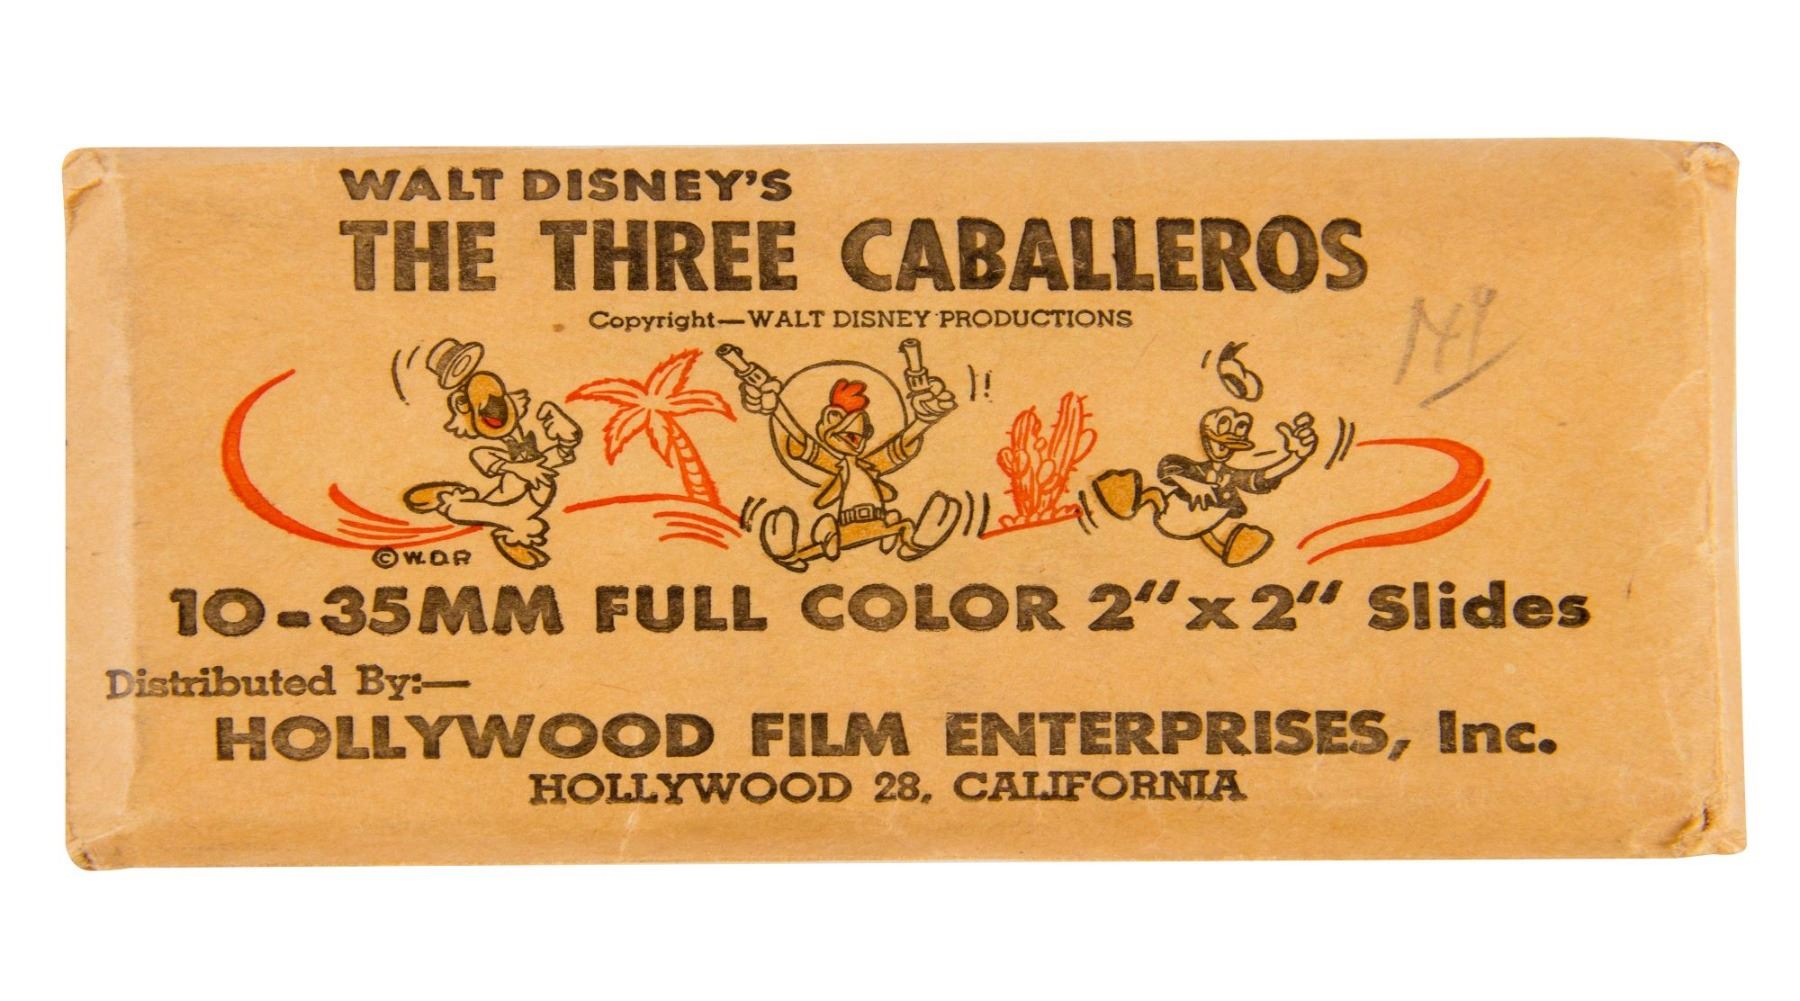 WALT DISNEY'S
THE THREE CABALLEROS
Copyright—WALT DISNEY PRODUCTIONS
© W.D.P.
10-35MM FULL COLOR 2"x2" Slides
Distributed By:—
HOLLYWOOD FILM ENTERPRISES, Inc.
HOLLYWOOD 28, CALIFORNIA